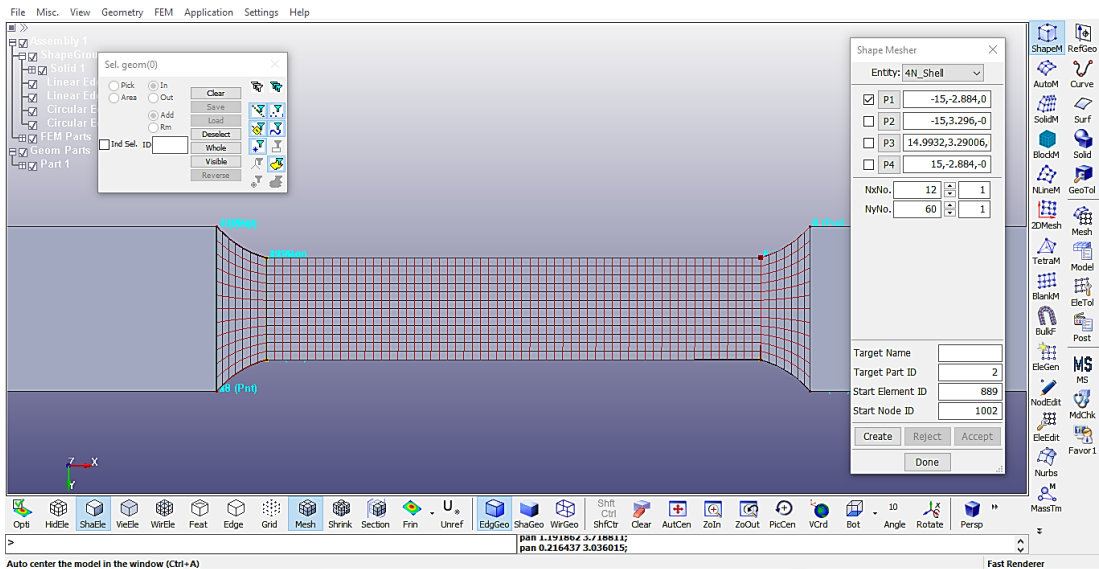 File Misc. View Geometry FEM Application Settings Help
Assembly 1
ShapeGrou
Solid 1
Linear Ed
Linear Ed
Circular E
Circular E
FEM Parts
Geom Parts
Part 1
Sel. geom(0)
Pick In
Area Out
Add
Rm
Ind Sel. ID
Clear
Save
Load
Deselect
Whole
Visible
Reverse
(Pnt)
Z X
Y
Shape Mesher
Entity: 4N_Shell
P1 -15,-2.884,0
P2 -15,3.296,-0
P3 14.9932,3.29006,
P4 15,-2.884,-0
NxNo. 12 1
NyNo. 60 1
Target Name
Target Part ID 2
Start Element ID 889
Start Node ID 1002
Create Reject Accept
Done
ShapeM RefGeo
AutoM Curve
SolidM Surf
BlockM Solid
NLineM GeoTol
2DMesh Mesh
TetraM Model
BlankM EleTol
BulkF Post
EleGen MS
MS
NodEdit MdChk
EleEdit Favor1
Nurbs
MassTm
Shft
Ctrl
10
Opti HidEle ShaEle VieEle WirEle Feat Edge Grid Mesh Shrink Section Frin Unref EdgGeo ShaGeo WirGeo ShfCtr Clear AutCen ZoIn ZoOut PicCen VCrd Bot Angle Rotate Persp
>
pan 1.191862 3.718811;
pan 0.216437 3.036015;
Auto center the model in the window (Ctrl+A) Fast Renderer